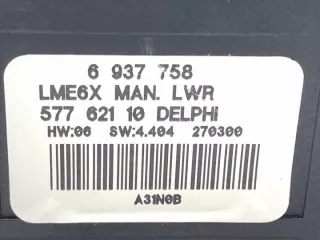 6 937 758
LME6X MAN. LWR
577 621 10 DELPHI
HW:06 SW:4.404 270300
A31N0B